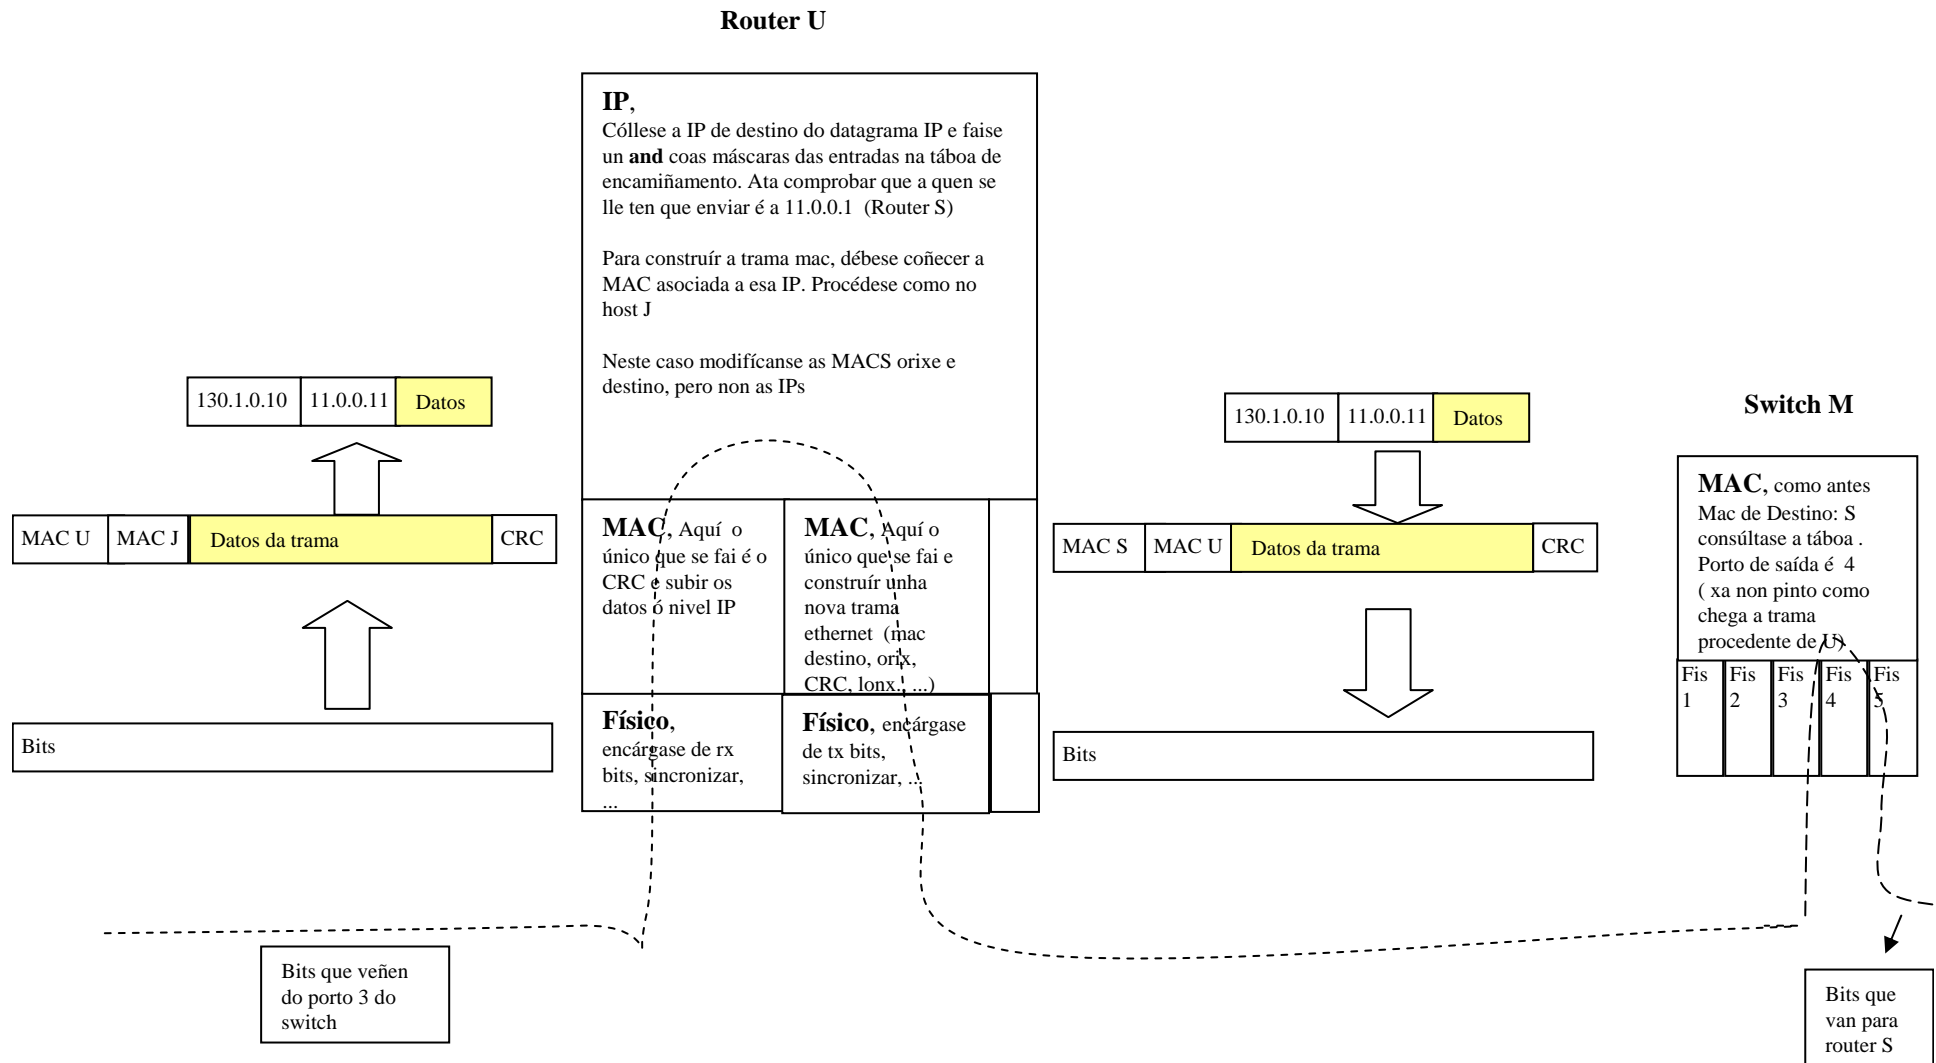 Router U
IP,
Cóllese a IP de destino do datagrama IP e faise
un and coas máscaras das entradas na táboa de
encamiñamento. Ata comprobar que a quen se
lle ten que enviar é a 11.0.0.1 (Router S)
Para construír a trama mac, débese coñecer a
MAC asociada a esa IP. Procédese como no
host J
Neste caso modifícanse as MACS orixe e
destino, pero non as IPs
130.1.0.10 11.0.0.11 Datos
MAC U MAC J Datos da trama CRC
Bits
MAC, Aquí o
único que se fai é o
CRC e subir os
datos ó nivel IP
MAC, Aquí o
único que se fai e
construír unha
nova trama
ethernet (mac
destino, orix,
CRC, lonx. ...)
Físico,
encárgase de rx
bits, sincronizar,
...
Físico, encárgase
de tx bits,
sincronizar, ...
130.1.0.10 11.0.0.11 Datos
MAC S MAC U Datos da trama CRC
Bits
Switch M
MAC, como antes
Mac de Destino: S
consúltase a táboa .
Porto de saída é 4
( xa non pinto como
chega a trama
procedente de U)
Fis 1
Fis 2
Fis 3
Fis 4
Fis 5
Bits que veñen
do porto 3 do
switch
Bits que
van para
router S